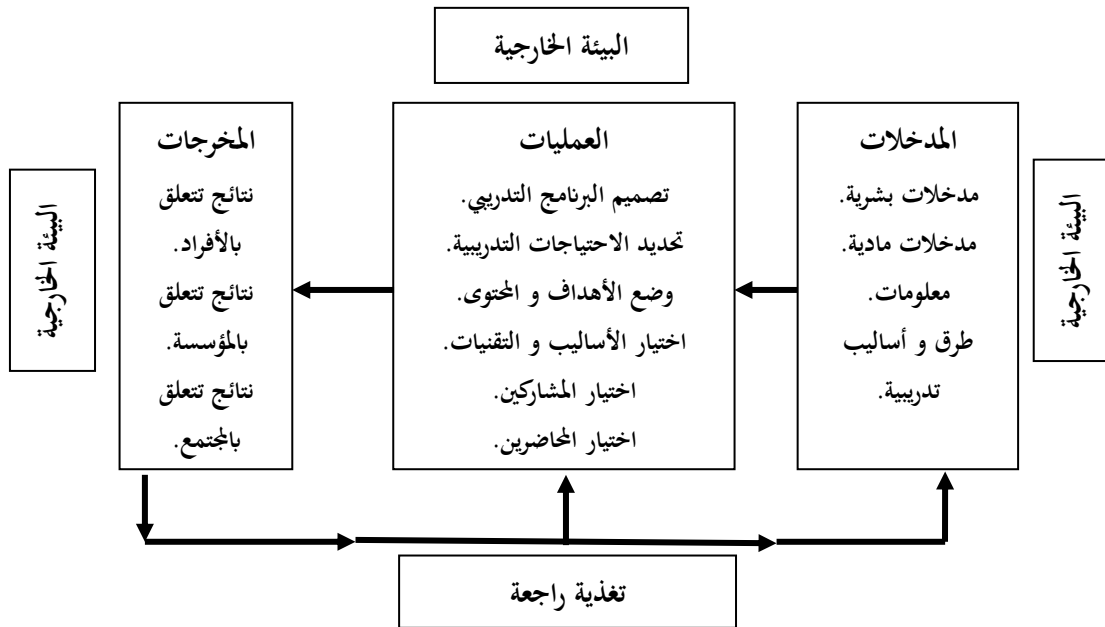 البيئة الخارجية
البيئة الخارجية
المدخلات
مدخلات بشرية.
مدخلات مادية.
معلومات.
طرق و أساليب
تدريبية.
العمليات
تصميم البرنامج التدريبي.
تحديد الاحتياجات التدريبية.
وضع الأهداف و المحتوى.
اختيار الأساليب و التقنيات.
اختيار المشاركين.
اختيار المحاضرين.
المخرجات
نتائج تتعلق
بالأفراد.
نتائج تتعلق
بالمؤسسة.
نتائج تتعلق
بالمجتمع.
البيئة الخارجية
تغذية راجعة